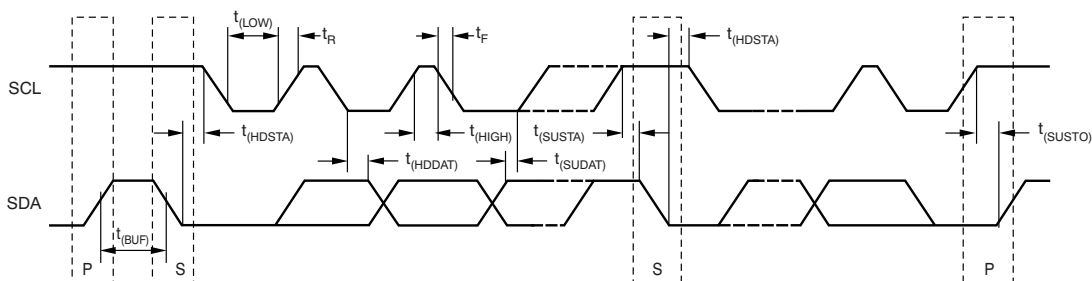 t(LOW)
tR
tF
t(HDSTA)
SCL
t(HDSTA)
t(HIGH)
t(SUSTA)
t(SUSTO)
t(HDDAT)
t(SUDAT)
SDA
t(BUF)
P
S
S
P